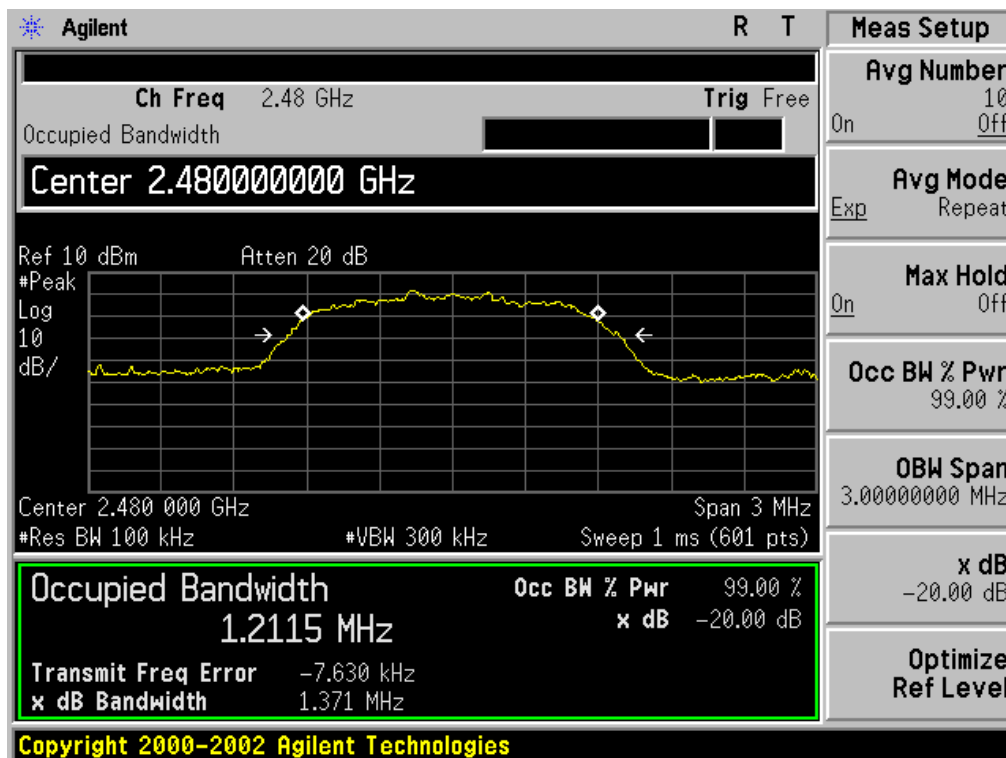 Agilent R T
Ch Freq 2.48 GHz Trig Free
Occupied Bandwidth
Center 2.480000000 GHz
Ref 10 dBm Atten 20 dB
#Peak
Log
10
dB/
Center 2.480 000 GHz Span 3 MHz
#Res BW 100 kHz #VBW 300 kHz Sweep 1 ms (601 pts)
Occupied Bandwidth Occ BW % Pwr 99.00 %
1.2115 MHz x dB -20.00 dB
Transmit Freq Error -7.630 kHz
x dB Bandwidth 1.371 MHz
Copyright 2000-2002 Agilent Technologies
Meas Setup
Avg Number
10
On Off
Avg Mode
Exp Repeat
Max Hold
On Off
Occ BW % Pwr
99.00 %
OBW Span
3.00000000 MHz
x dB
-20.00 dB
Optimize
Ref Level